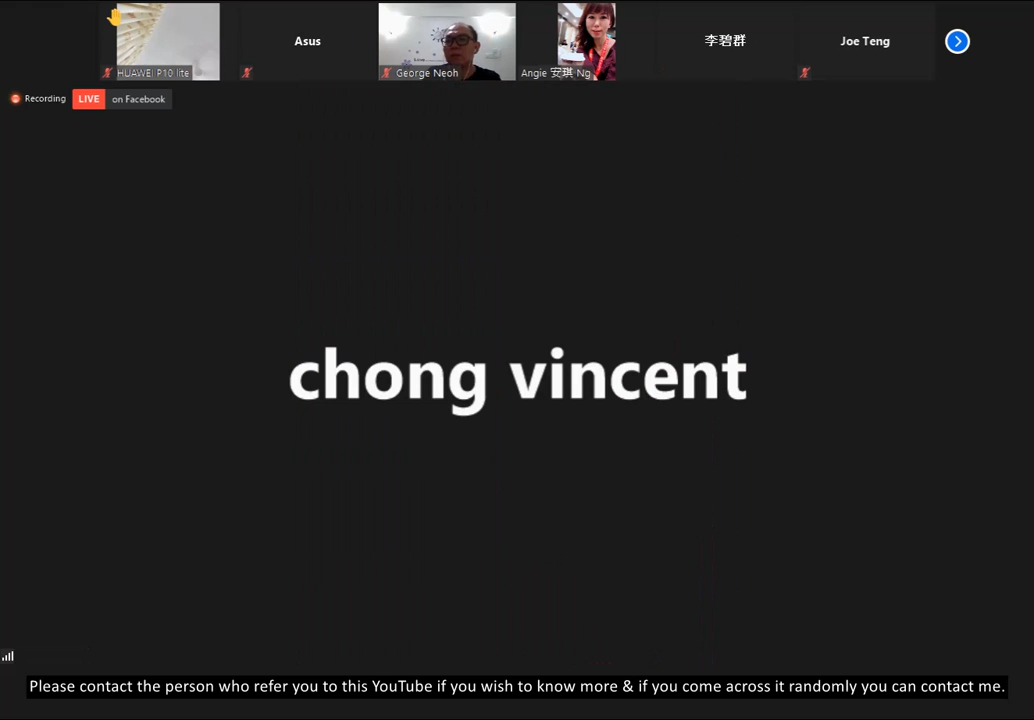 HUAWEI P10 lite
Asus
George Neoh
Angie 安琪 Ng
李碧群
Joe Teng
Recording
LIVE on Facebook
chong vincent
Please contact the person who refer you to this YouTube if you wish to know more & if you come across it randomly you can contact me.